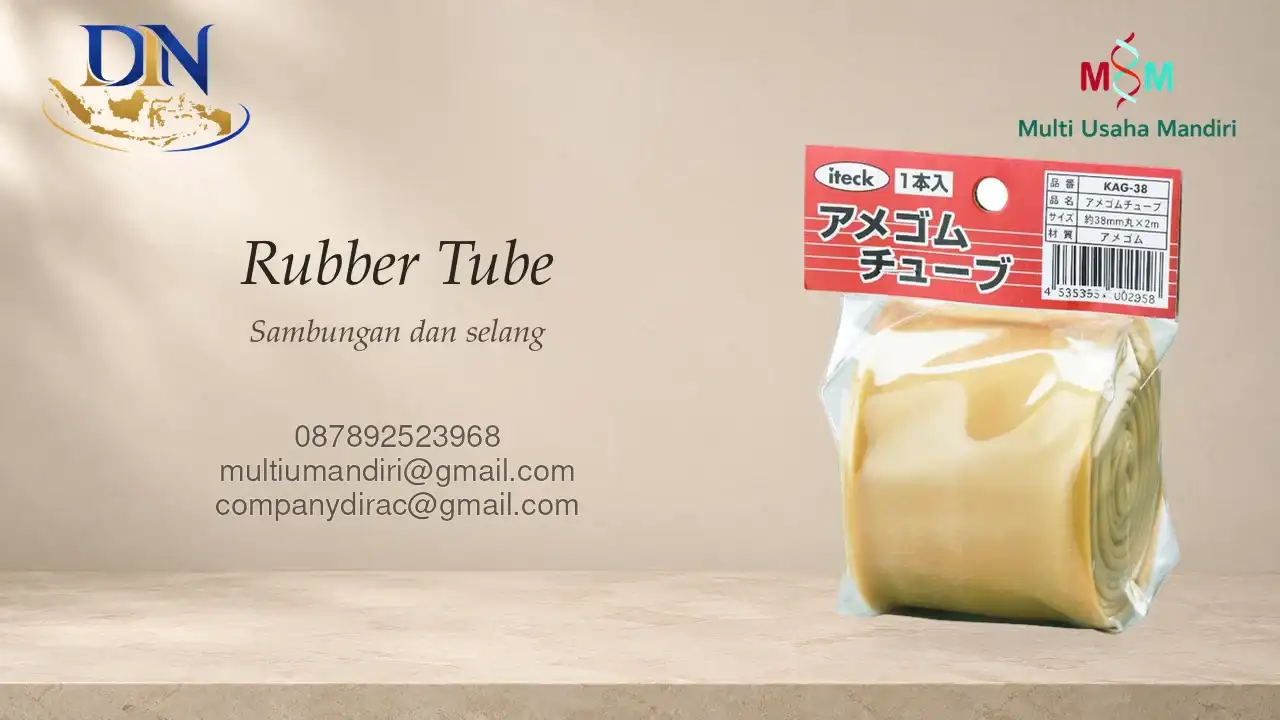 DN
M M
Multi Usaha Mandiri
Rubber Tube
Sambungan dan selang
087892523968
multiumandiri@gmail.com
companydirac@gmail.com
iteck 1本入
アメゴム
チューブ
品番 KAG-38
品名 アメゴムチューブ
サイズ 約38mm丸×2m
材質 アメゴム